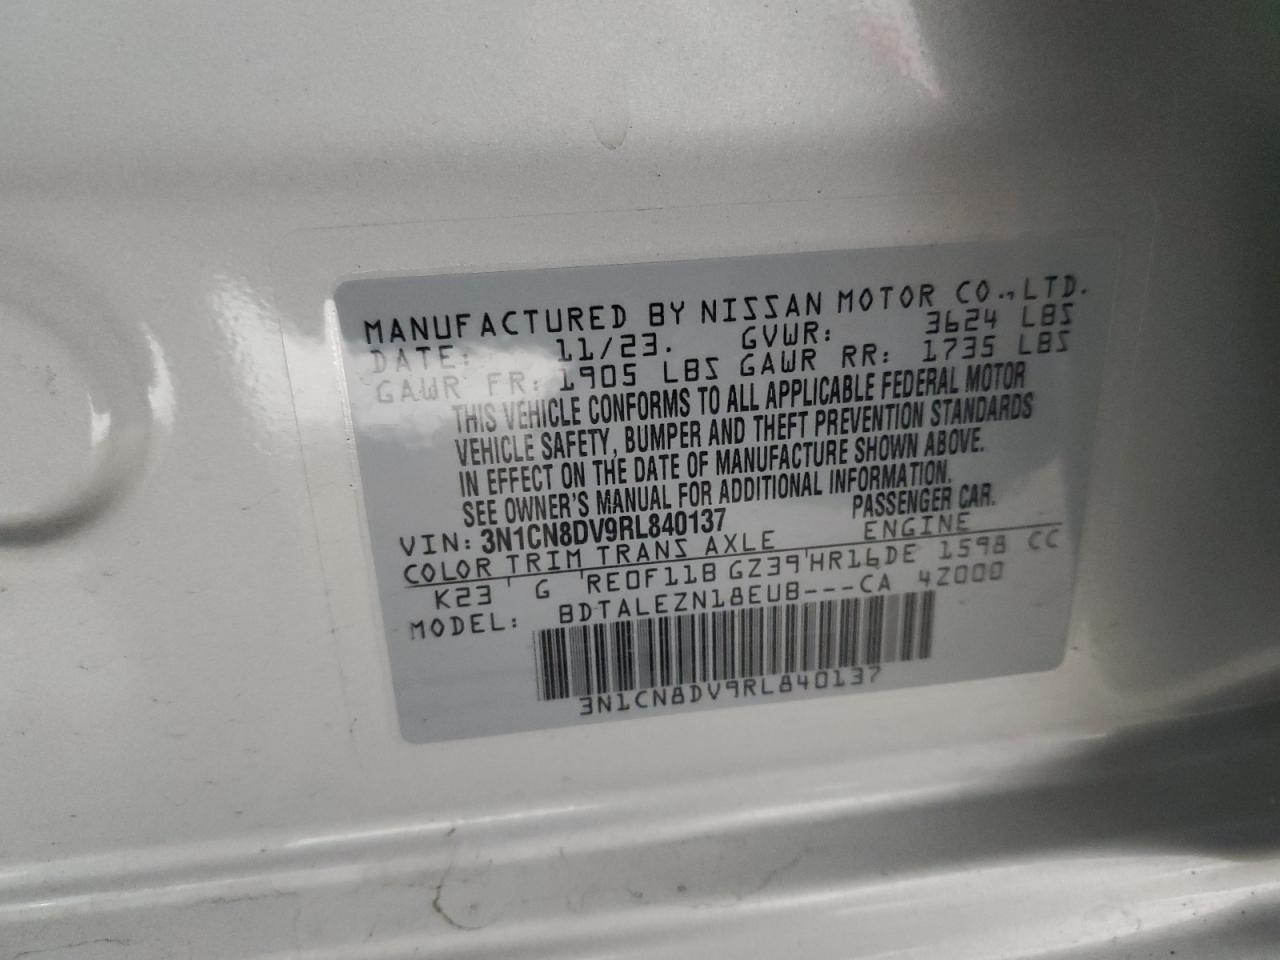 MANUFACTURED BY NISSAN MOTOR CO.,LTD.
DATE: 11/23. GVWR: 3624 LBS
GAWR FR: 1905 LBS GAWR RR: 1735 LBS
THIS VEHICLE CONFORMS TO ALL APPLICABLE FEDERAL MOTOR
VEHICLE SAFETY, BUMPER AND THEFT PREVENTION STANDARDS
IN EFFECT ON THE DATE OF MANUFACTURE SHOWN ABOVE.
SEE OWNER'S MANUAL FOR ADDITIONAL INFORMATION.
VIN: 3N1CN8DV9RL840137 PASSENGER CAR.
COLOR TRIM TRANS AXLE ENGINE
K23 ' G 'RE0F11B GZ39'HR16DE 1598 CC
MODEL: BDTALEZN18EUB---CA 4Z000
3N1CN8DV9RL840137